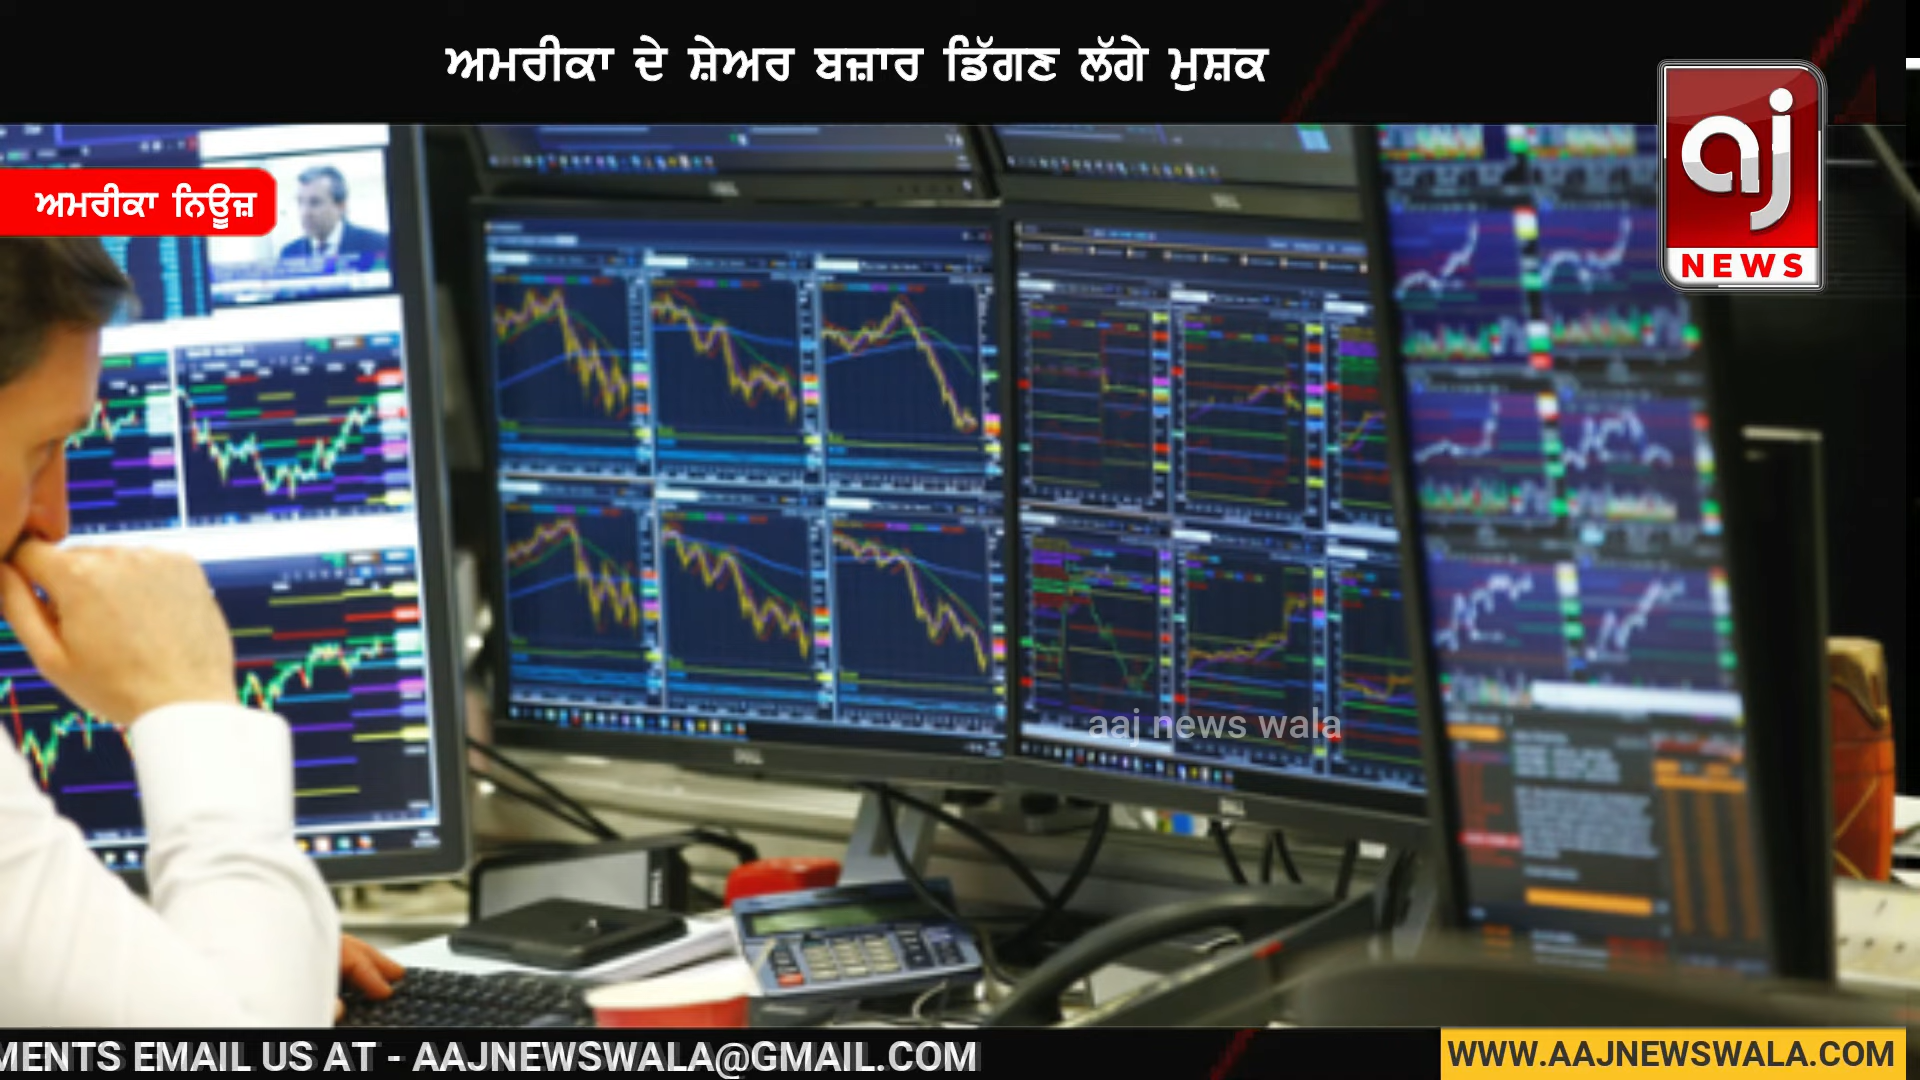 ਅਮਰੀਕਾ ਦੇ ਸ਼ੇਅਰ ਬਜ਼ਾਰ ਡਿੱਗਣ ਲੱਗੇ ਮੁਸ਼ਕ
ਅਮਰੀਕਾ ਨਿਊਜ਼
aj
NEWS
aaj news wala
MENTS EMAIL US AT - AAJNEWSWALA@GMAIL.COM
WWW.AAJNEWSWALA.COM